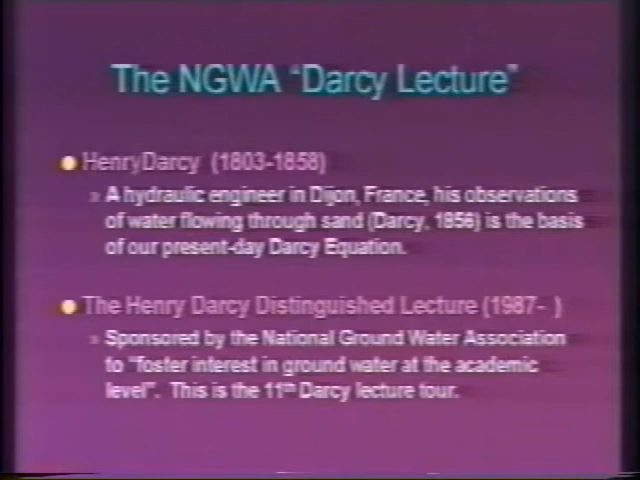 The NGWA “Darcy Lecture”
HenryDarcy (1803-1858)
» A hydraulic engineer in Dijon, France, his observations
of water flowing through sand (Darcy, 1856) is the basis
of our present-day Darcy Equation.
The Henry Darcy Distinguished Lecture (1987- )
» Sponsored by the National Ground Water Association
to "foster interest in ground water at the academic
level". This is the 11th Darcy lecture tour.